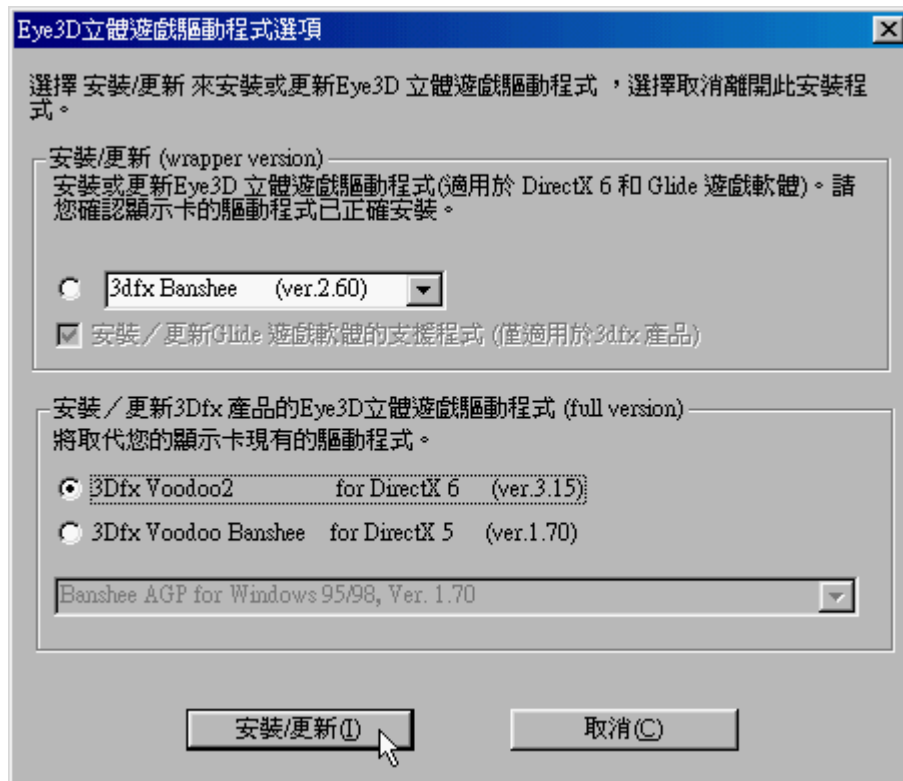 Eye3D立體遊戲驅動程式選項
選擇 安裝/更新 來安裝或更新Eye3D 立體遊戲驅動程式 ，選擇取消離開此安裝程
式。
安裝/更新 (wrapper version)
安裝或更新Eye3D 立體遊戲驅動程式(適用於 DirectX 6 和 Glide 遊戲軟體)。請
您確認顯示卡的驅動程式已正確安裝。
3dfx Banshee (ver.2.60)
安裝／更新Glide 遊戲軟體的支援程式 (僅適用於3dfx 產品)
安裝／更新3Dfx 產品的Eye3D立體遊戲驅動程式 (full version)
將取代您的顯示卡現有的驅動程式。
3Dfx Voodoo2 for DirectX 6 (ver.3.15)
3Dfx Voodoo Banshee for DirectX 5 (ver.1.70)
Banshee AGP for Windows 95/98, Ver. 1.70
安裝/更新(I) 取消(C)